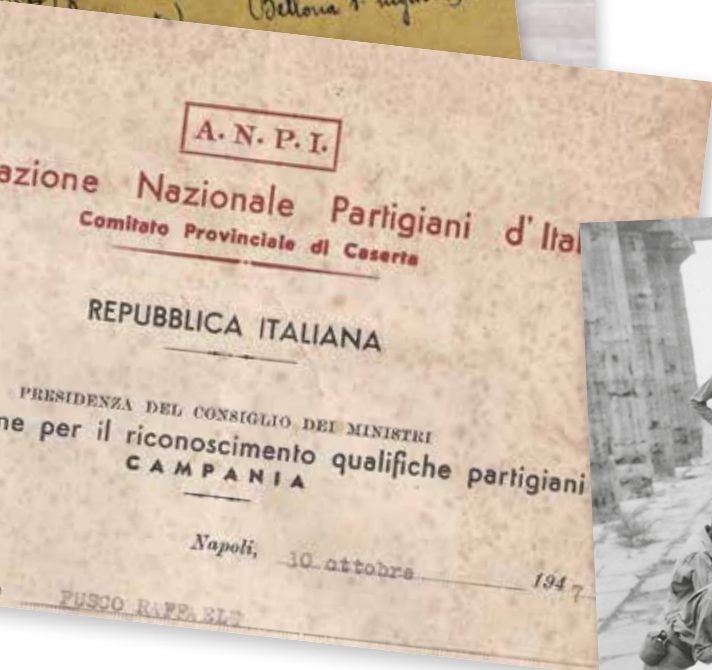 (Bellona
A. N. P. I.
azione Nazionale Partigiani d' Ita
Comitato Provinciale di Caserta
REPUBBLICA ITALIANA
PRESIDENZA DEL CONSIGLIO DEI MINISTRI
ne per il riconoscimento qualifiche partigiani
CAMPANIA
Napoli, 10 ottobre 1947
FUSCO RAFFAELE